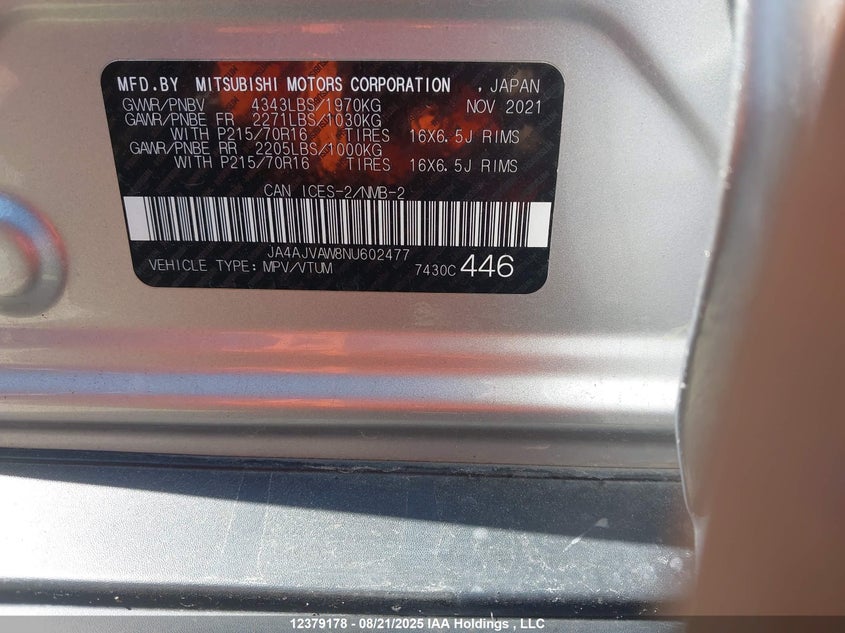 MFD.BY MITSUBISHI MOTORS CORPORATION , JAPAN
GVWR/PNBV 4343LBS/1970KG NOV 2021
GAWR/PNBE FR 2271LBS/1030KG
WITH P215/70R16 TIRES 16X6.5J RIMS
GAWR/PNBE RR 2205LBS/1000KG
WITH P215/70R16 TIRES 16X6.5J RIMS
CAN ICES-2/NMB-2
JA4AJVAW8NU602477
VEHICLE TYPE: MPV/VTUM 7430C 446
12379178 - 08/21/2025 IAA Holdings , LLC